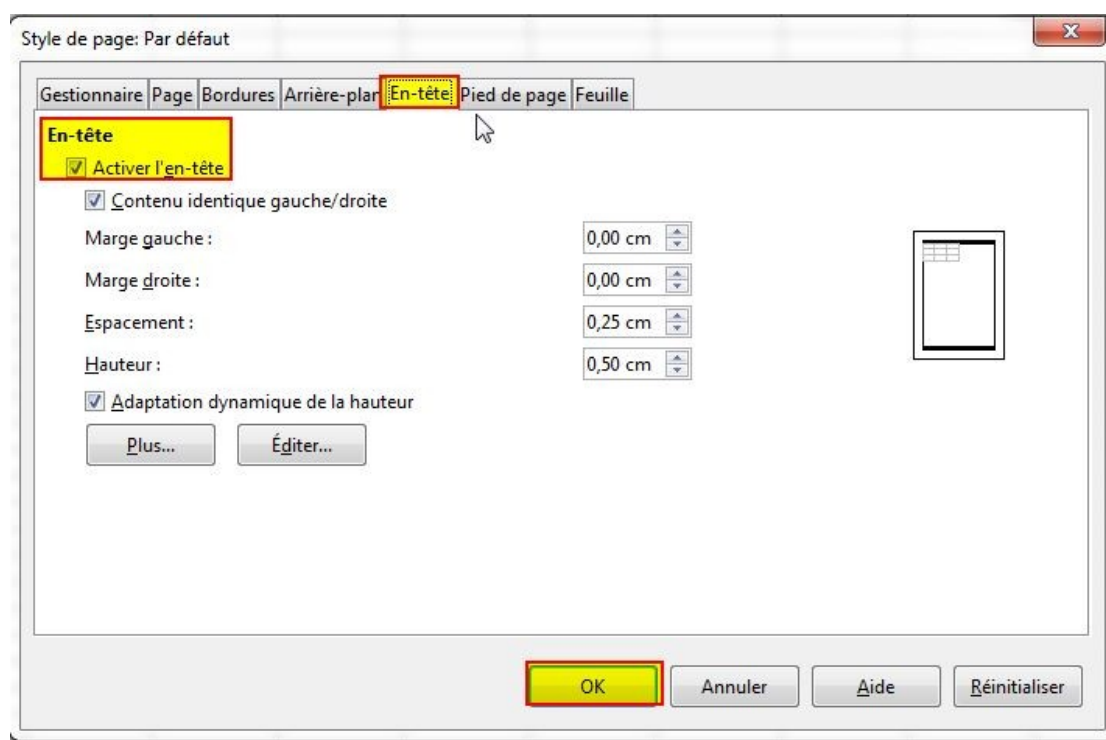 Style de page: Par défaut
x
Gestionnaire Page Bordures Arrière-plan En-tête Pied de page Feuille
En-tête
Activer l'en-tête
Contenu identique gauche/droite
Marge gauche : 0,00 cm
Marge droite : 0,00 cm
Espacement : 0,25 cm
Hauteur : 0,50 cm
Adaptation dynamique de la hauteur
Plus... Éditer...
OK Annuler Aide Réinitialiser